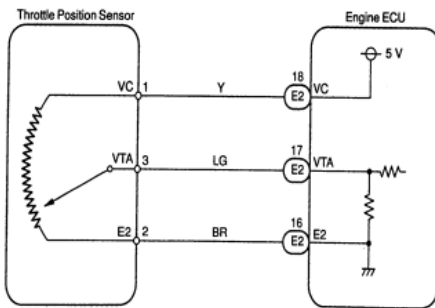 Throttle Position Sensor
Engine ECU
5 V
VC 1 Y 18 E2 VC
VTA 3 LG 17 E2 VTA
E2 2 BR 16 E2 E2